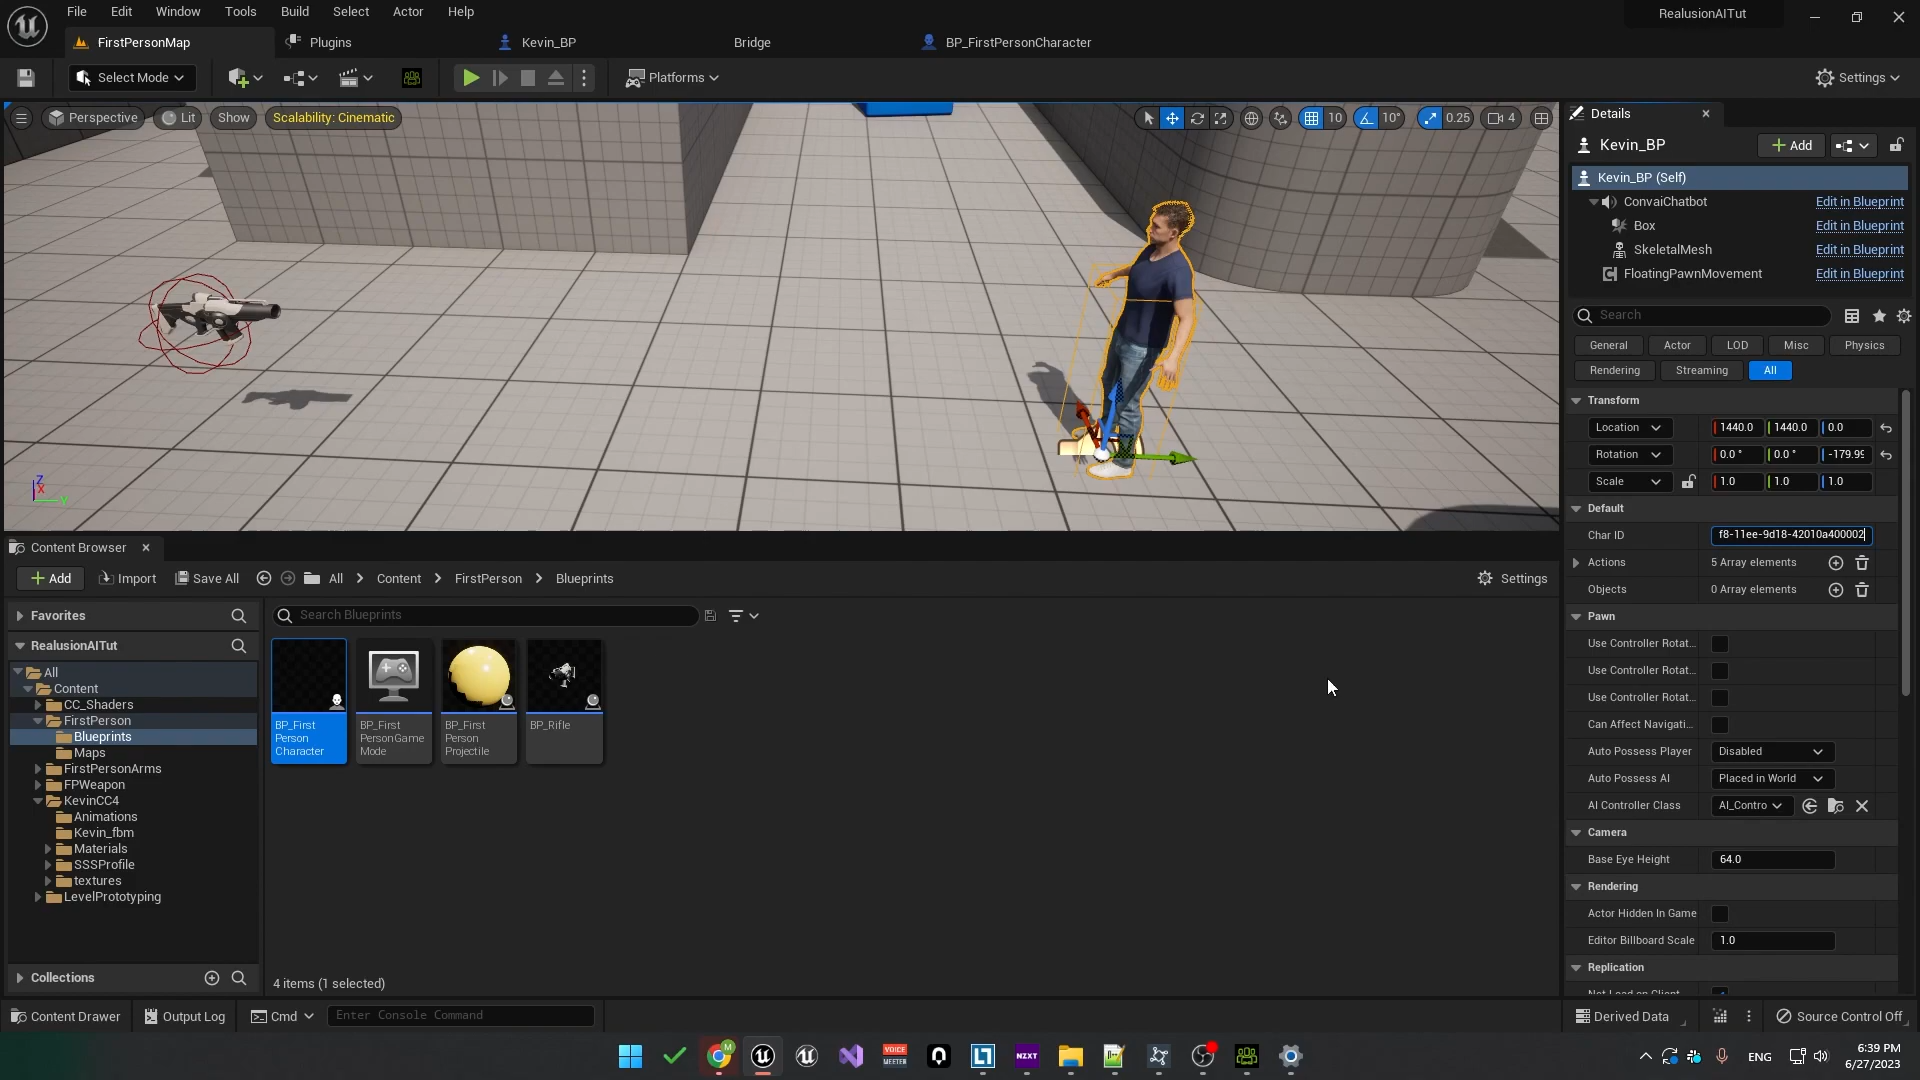 File Edit Window Tools Build Select Actor Help RealusionAITut
FirstPersonMap Plugins Kevin_BP Bridge BP_FirstPersonCharacter
Select Mode Platforms Settings
Perspective Lit Show Scalability: Cinematic 10 10° 0.25 4
Z
X
Y
Details
Kevin_BP Add
Kevin_BP (Self)
ConvaiChatbot Edit in Blueprint
Box Edit in Blueprint
SkeletalMesh Edit in Blueprint
FloatingPawnMovement Edit in Blueprint
Search
General Actor LOD Misc Physics
Rendering Streaming All
Transform
Location 1440.0 1440.0 0.0
Rotation 0.0 ° 0.0 ° -179.99
Scale 1.0 1.0 1.0
Default
Char ID f8-11ee-9d18-42010a400002
Actions 5 Array elements
Objects 0 Array elements
Pawn
Use Controller Rotat...
Use Controller Rotat...
Use Controller Rotat...
Can Affect Navigati...
Auto Possess Player Disabled
Auto Possess AI Placed in World
AI Controller Class AI_Contro
Camera
Base Eye Height 64.0
Rendering
Actor Hidden In Game
Editor Billboard Scale 1.0
Replication
Net Load on Client
Content Browser
Add Import Save All All Content FirstPerson Blueprints Settings
Favorites Search Blueprints
RealusionAITut
All
Content
CC_Shaders
FirstPerson
Blueprints
Maps
FirstPersonArms
FPWeapon
KevinCC4
Animations
Kevin_fbm
Materials
SSSProfile
textures
LevelPrototyping
Collections
BP_First
Person
Character
BP_First
PersonGame
Mode
BP_First
Person
Projectile
BP_Rifle
4 items (1 selected)
Content Drawer Output Log Cmd Enter Console Command Derived Data Source Control Off
VOICE
MEETER
NZXT
M
ENG
6:39 PM
6/27/2023